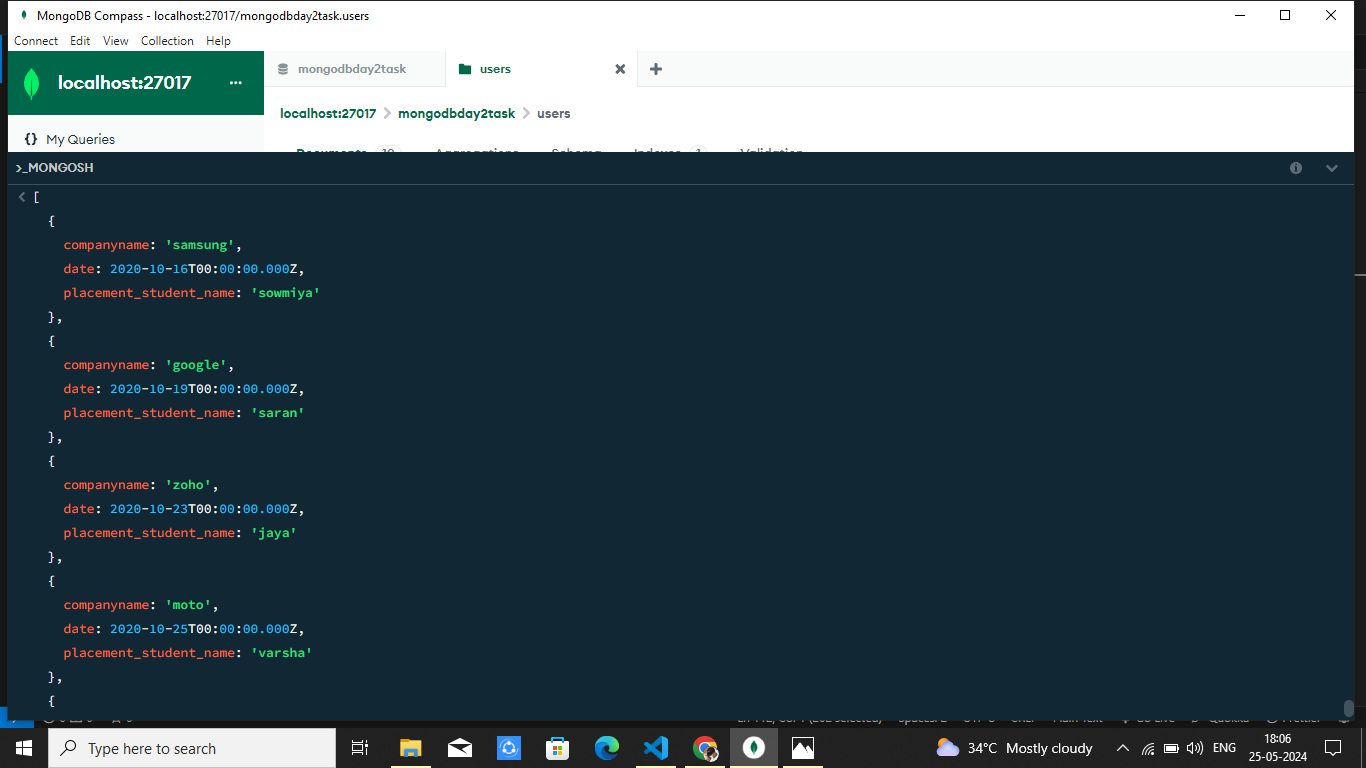 MongoDB Compass - localhost:27017/mongodbday2task.users
Connect Edit View Collection Help
localhost:27017 ...
mongodbday2task
users
localhost:27017 > mongodbday2task > users
{} My Queries
Documents 10 Aggregations Schema Indexes 1 Validation
>_MONGOSH
< [
{
companyname: 'samsung',
date: 2020-10-16T00:00:00.000Z,
placement_student_name: 'sowmiya'
},
{
companyname: 'google',
date: 2020-10-19T00:00:00.000Z,
placement_student_name: 'saran'
},
{
companyname: 'zoho',
date: 2020-10-23T00:00:00.000Z,
placement_student_name: 'jaya'
},
{
companyname: 'moto',
date: 2020-10-25T00:00:00.000Z,
placement_student_name: 'varsha'
},
{
Type here to search
34°C Mostly cloudy
ENG
18:06
25-05-2024